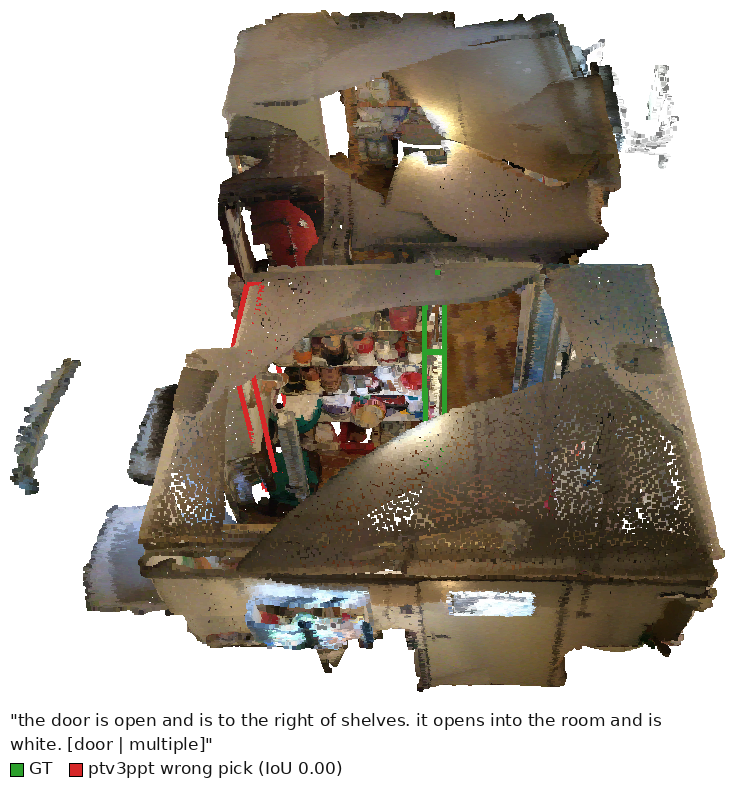 "the door is open and is to the right of shelves. it opens into the room and is
white. [door | multiple]"
GT ptv3ppt wrong pick (IoU 0.00)